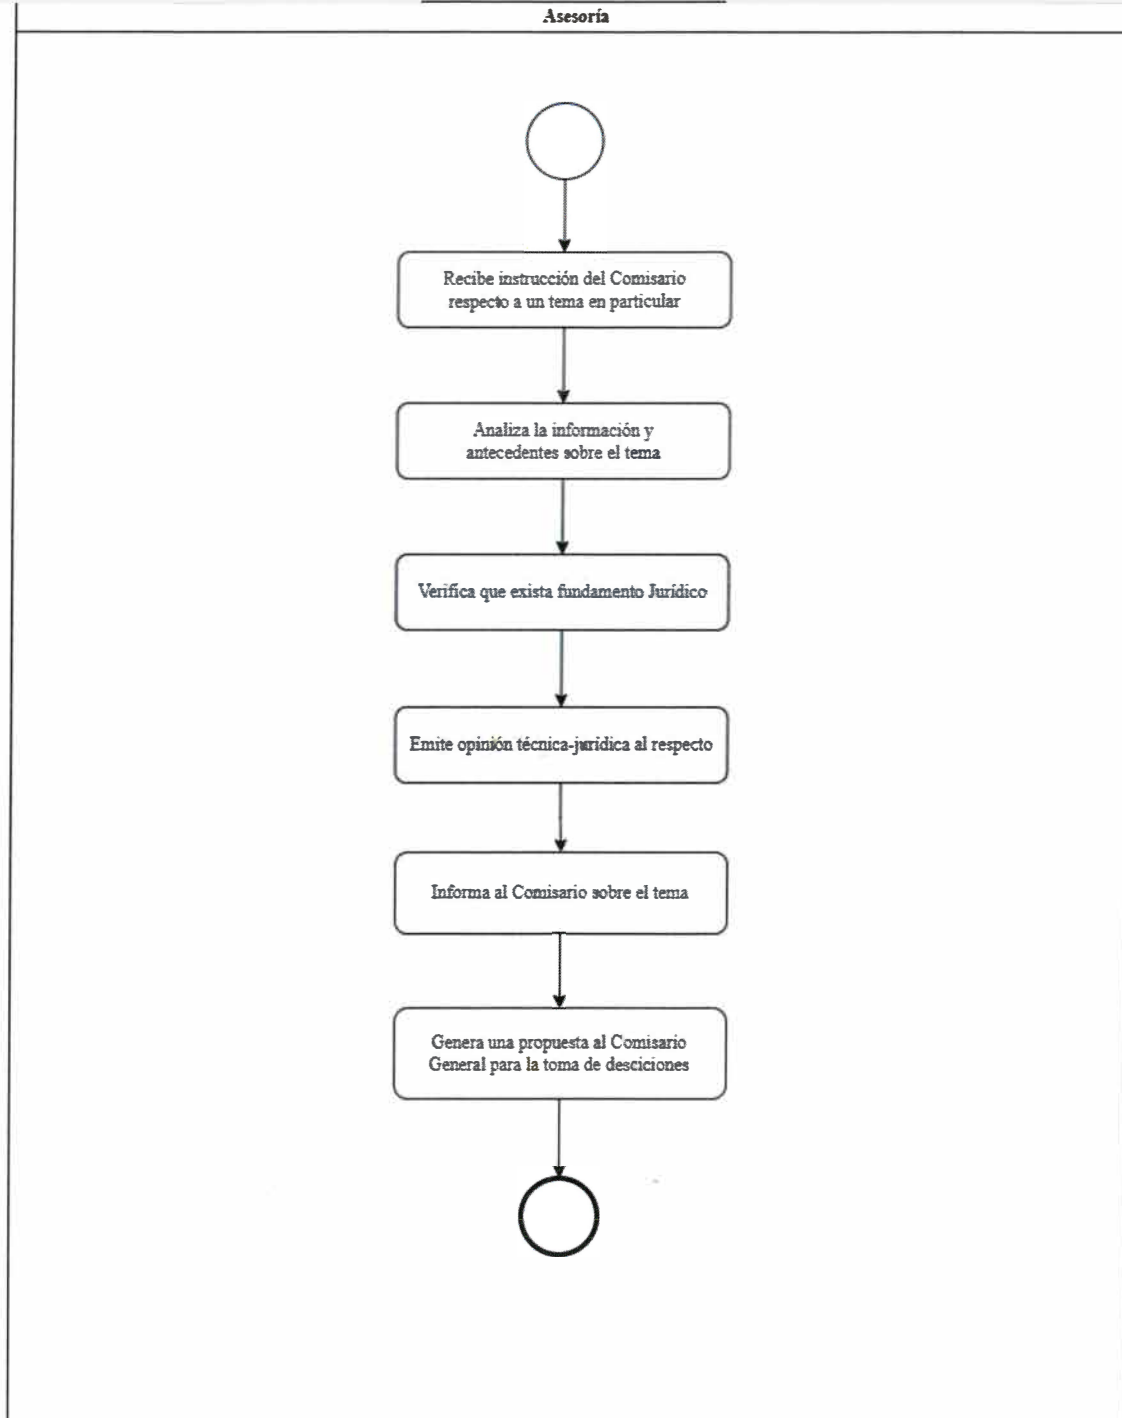 Asesoría
Recibe instrucción del Comisario
respecto a un tema en particular
Analiza la información y
antecedentes sobre el tema
Verifica que exista fundamento Jurídico
Emite opinión técnica-jurídica al respecto
Informa al Comisario sobre el tema
Genera una propuesta al Comisario
General para la toma de desciciones